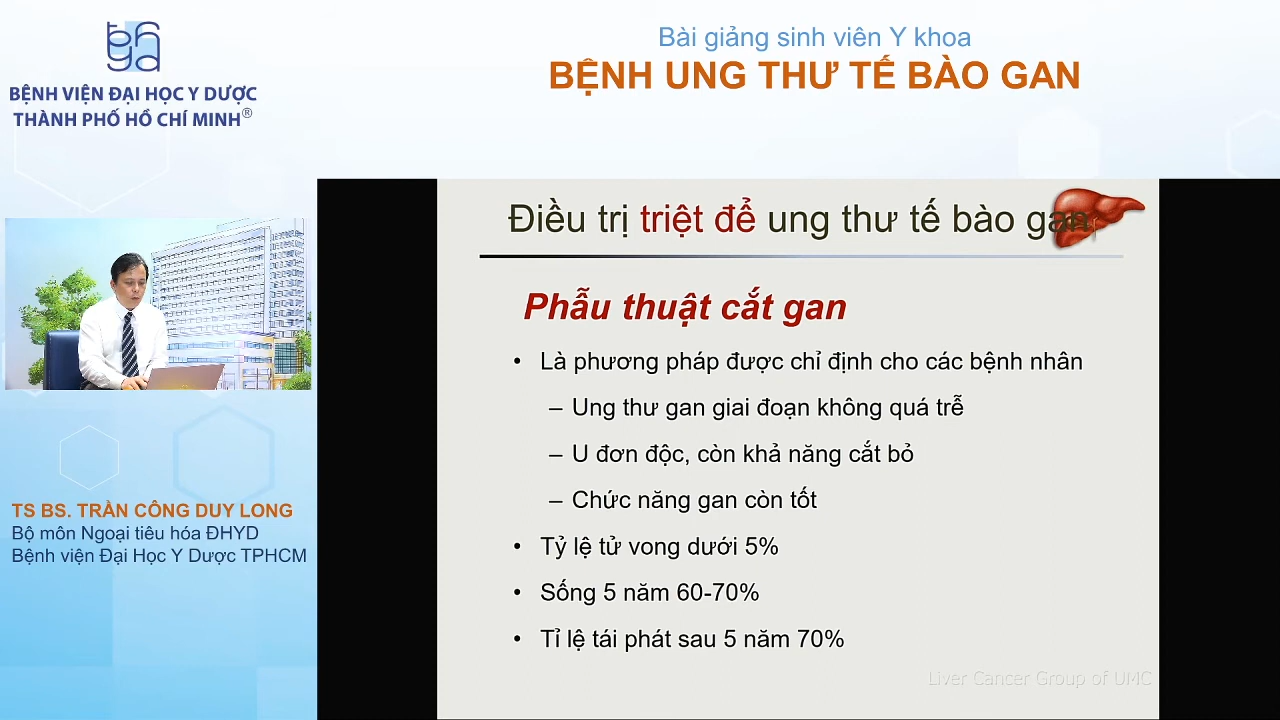 BỆNH VIỆN ĐẠI HỌC Y DƯỢC
THÀNH PHỐ HỒ CHÍ MINH®
Bài giảng sinh viên Y khoa
BỆNH UNG THƯ TẾ BÀO GAN
Điều trị triệt để ung thư tế bào gan
Phẫu thuật cắt gan
• Là phương pháp được chỉ định cho các bệnh nhân
– Ung thư gan giai đoạn không quá trễ
– U đơn độc, còn khả năng cắt bỏ
– Chức năng gan còn tốt
• Tỷ lệ tử vong dưới 5%
• Sống 5 năm 60-70%
• Tỉ lệ tái phát sau 5 năm 70%
Liver Cancer Group of UMC
TS BS. TRẦN CÔNG DUY LONG
Bộ môn Ngoại tiêu hóa ĐHYD
Bệnh viện Đại Học Y Dược TPHCM